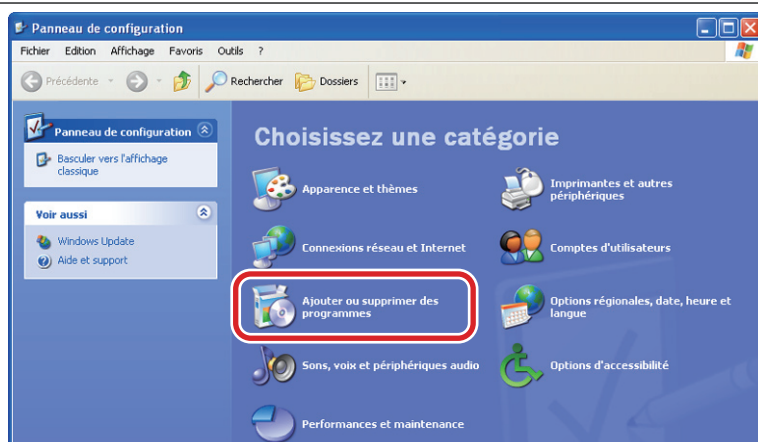 Panneau de configuration
Fichier Edition Affichage Favoris Outils ?
Précédente Rechercher Dossiers
Panneau de configuration
Basculer vers l'affichage
classique
Voir aussi
Windows Update
Aide et support
Choisissez une catégorie
Apparence et thèmes
Imprimantes et autres
périphériques
Connexions réseau et Internet
Comptes d'utilisateurs
Ajouter ou supprimer des
programmes
Options régionales, date, heure et
langue
Sons, voix et périphériques audio
Options d'accessibilité
Performances et maintenance